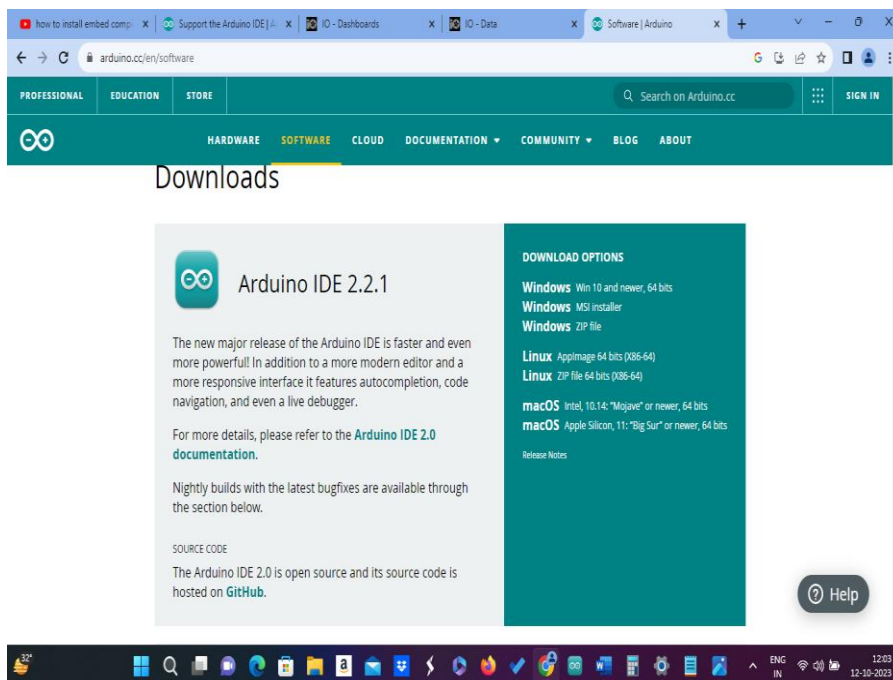 how to install embed comp
Support the Arduino IDE | A
IO - Dashboards
IO - Data
Software | Arduino
arduino.cc/en/software
PROFESSIONAL EDUCATION STORE
Search on Arduino.cc
SIGN IN
HARDWARE SOFTWARE CLOUD DOCUMENTATION COMMUNITY BLOG ABOUT
Downloads
Arduino IDE 2.2.1
The new major release of the Arduino IDE is faster and even
more powerful! In addition to a more modern editor and a
more responsive interface it features autocompletion, code
navigation, and even a live debugger.
For more details, please refer to the Arduino IDE 2.0
documentation.
Nightly builds with the latest bugfixes are available through
the section below.
SOURCE CODE
The Arduino IDE 2.0 is open source and its source code is
hosted on GitHub.
DOWNLOAD OPTIONS
Windows Win 10 and newer, 64 bits
Windows MSI installer
Windows ZIP file
Linux AppImage 64 bits (X86-64)
Linux ZIP file 64 bits (X86-64)
macOS Intel, 10.14: "Mojave" or newer, 64 bits
macOS Apple Silicon, 11: "Big Sur" or newer, 64 bits
Release Notes
Help
32°
ENG
IN
12:03
12-10-2023